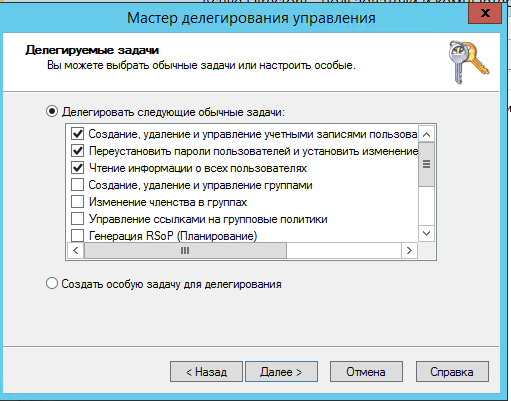 Мастер делегирования управления
x
Делегируемые задачи
Вы можете выбрать обычные задачи или настроить особые.
Делегировать следующие обычные задачи:
Создание, удаление и управление учетными записями пользова
Переустановить пароли пользователей и установить изменение
Чтение информации о всех пользователях
Создание, удаление и управление группами
Изменение членства в группах
Управление ссылками на групповые политики
Генерация RSoP (Планирование)
Создать особую задачу для делегирования
< Назад
Далее >
Отмена
Справка